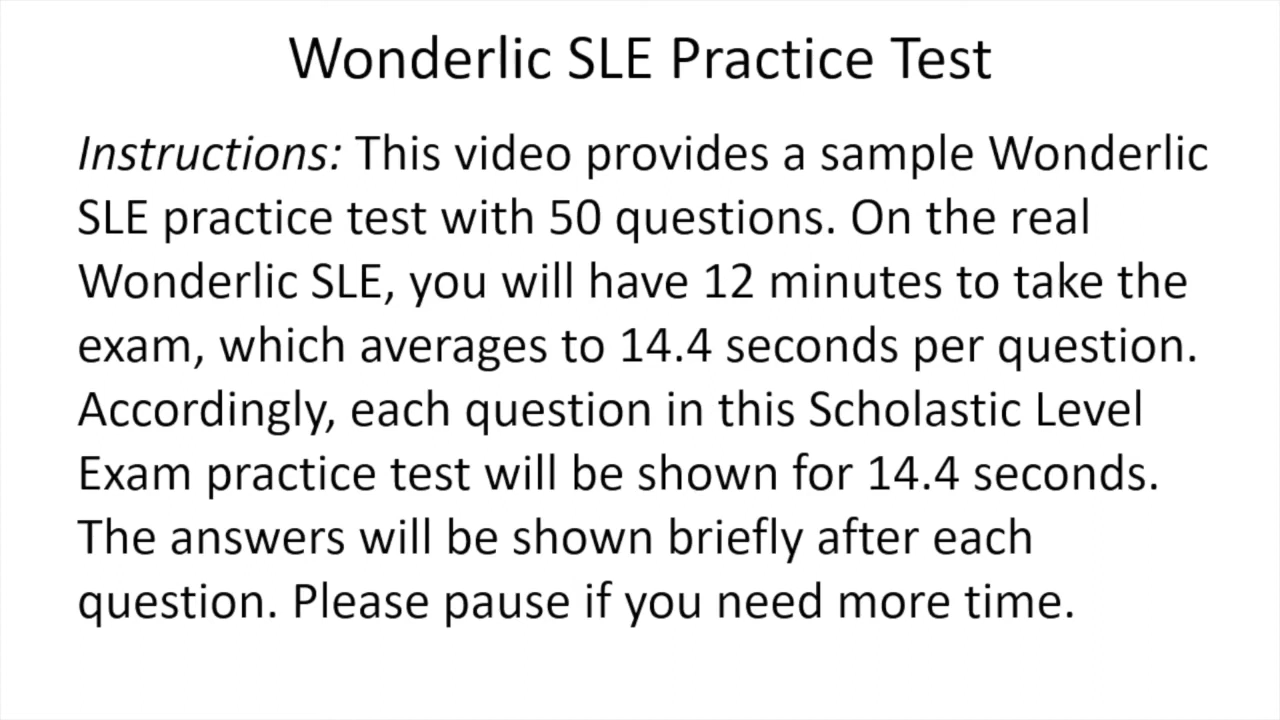 Wonderlic SLE Practice Test
Instructions: This video provides a sample Wonderlic
SLE practice test with 50 questions. On the real
Wonderlic SLE, you will have 12 minutes to take the
exam, which averages to 14.4 seconds per question.
Accordingly, each question in this Scholastic Level
Exam practice test will be shown for 14.4 seconds.
The answers will be shown briefly after each
question. Please pause if you need more time.